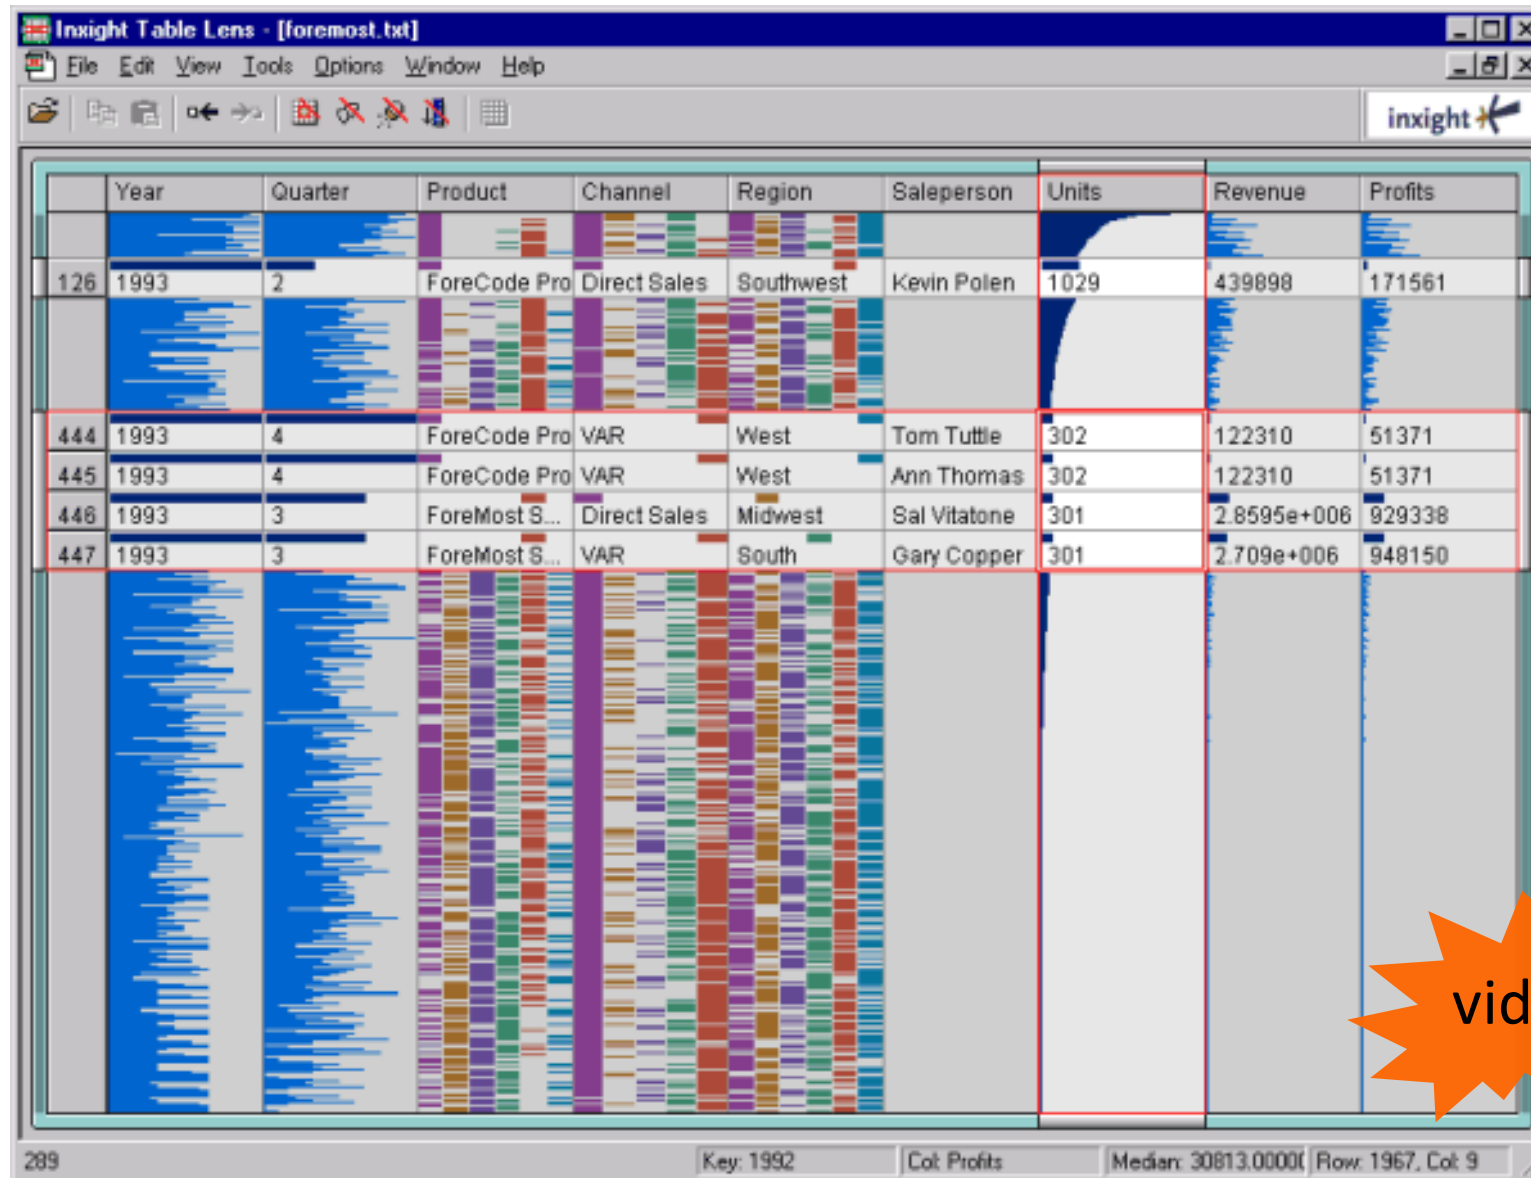 Inxight Table Lens - [foremost.txt]
File Edit View Tools Options Window Help
inxight
Year Quarter Product Channel Region Saleperson Units Revenue Profits
126 1993 2 ForeCode Pro Direct Sales Southwest Kevin Polen 1029 439898 171561
444 1993 4 ForeCode Pro VAR West Tom Tuttle 302 122310 51371
445 1993 4 ForeCode Pro VAR West Ann Thomas 302 122310 51371
446 1993 3 ForeMost S... Direct Sales Midwest Sal Vitatone 301 2.8595e+006 929338
447 1993 3 ForeMost S... VAR South Gary Copper 301 2.709e+006 948150
vid
289 Key: 1992 Col: Profits Median: 30813.0000( Row: 1967, Col: 9